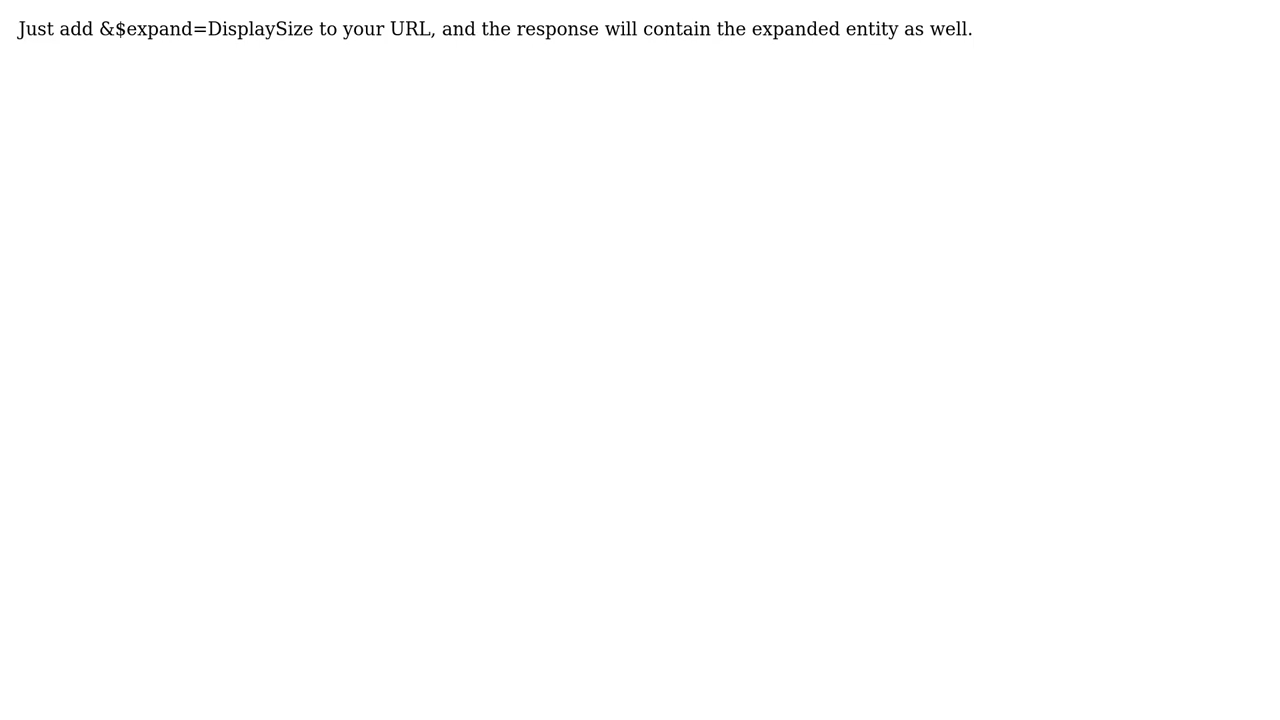 Just add &$expand=DisplaySize to your URL, and the response will contain the expanded entity as well.